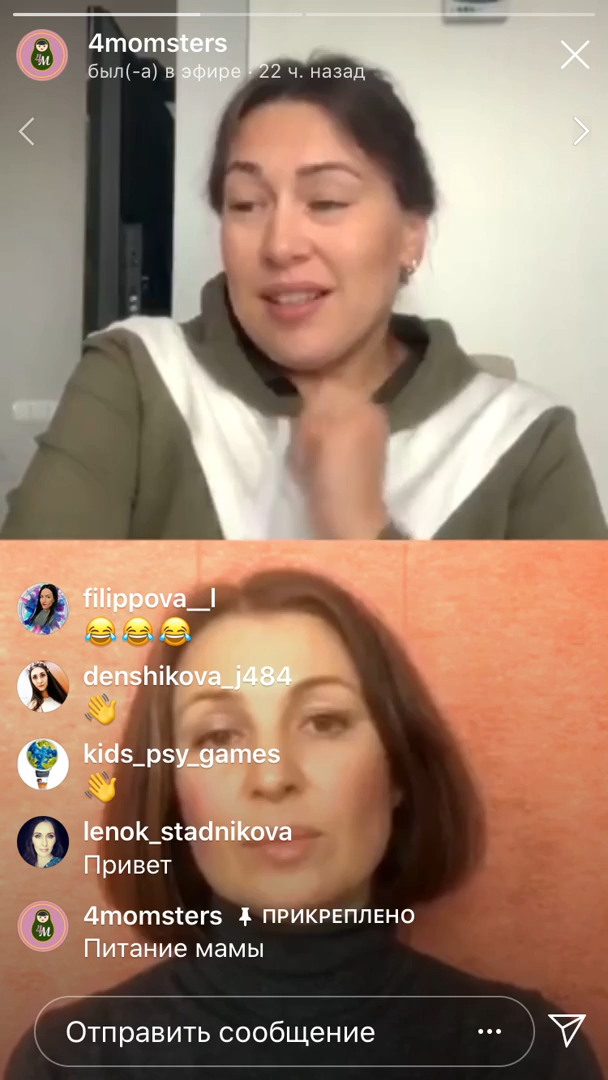 4momsters
был(-а) в эфире · 22 ч. назад
filippova__l
😂😂😂
denshikova_j484
👋
kids_psy_games
👋
lenok_stadnikova
Привет
4momsters 📌 ПРИКРЕПЛЕНО
Питание мамы
Отправить сообщение